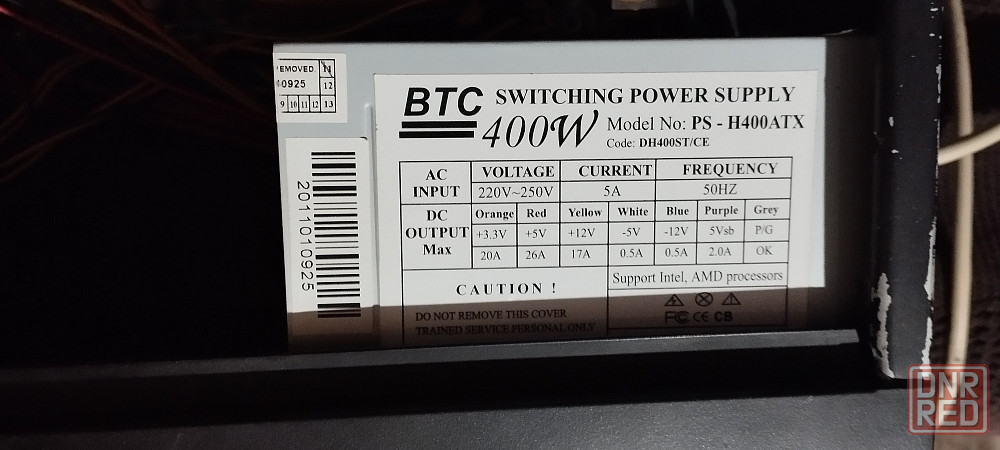 EMOVED. 11
0925 12
9 10 11 12 13
BTC SWITCHING POWER SUPPLY
400W Model No: PS - H400ATX
Code: DH400ST/CE
AC INPUT VOLTAGE CURRENT FREQUENCY
220V~250V 5A 50HZ
DC OUTPUT Max Orange Red Yellow White Blue Purple Grey
+3.3V +5V +12V -5V -12V 5Vsb P/G
20A 26A 17A 0.5A 0.5A 2.0A OK
CAUTION !
DO NOT REMOVE THIS COVER
TRAINED SERVICE PERSONAL ONLY
Support Intel, AMD processors
FC CE CB
2011010925
DNR
RED